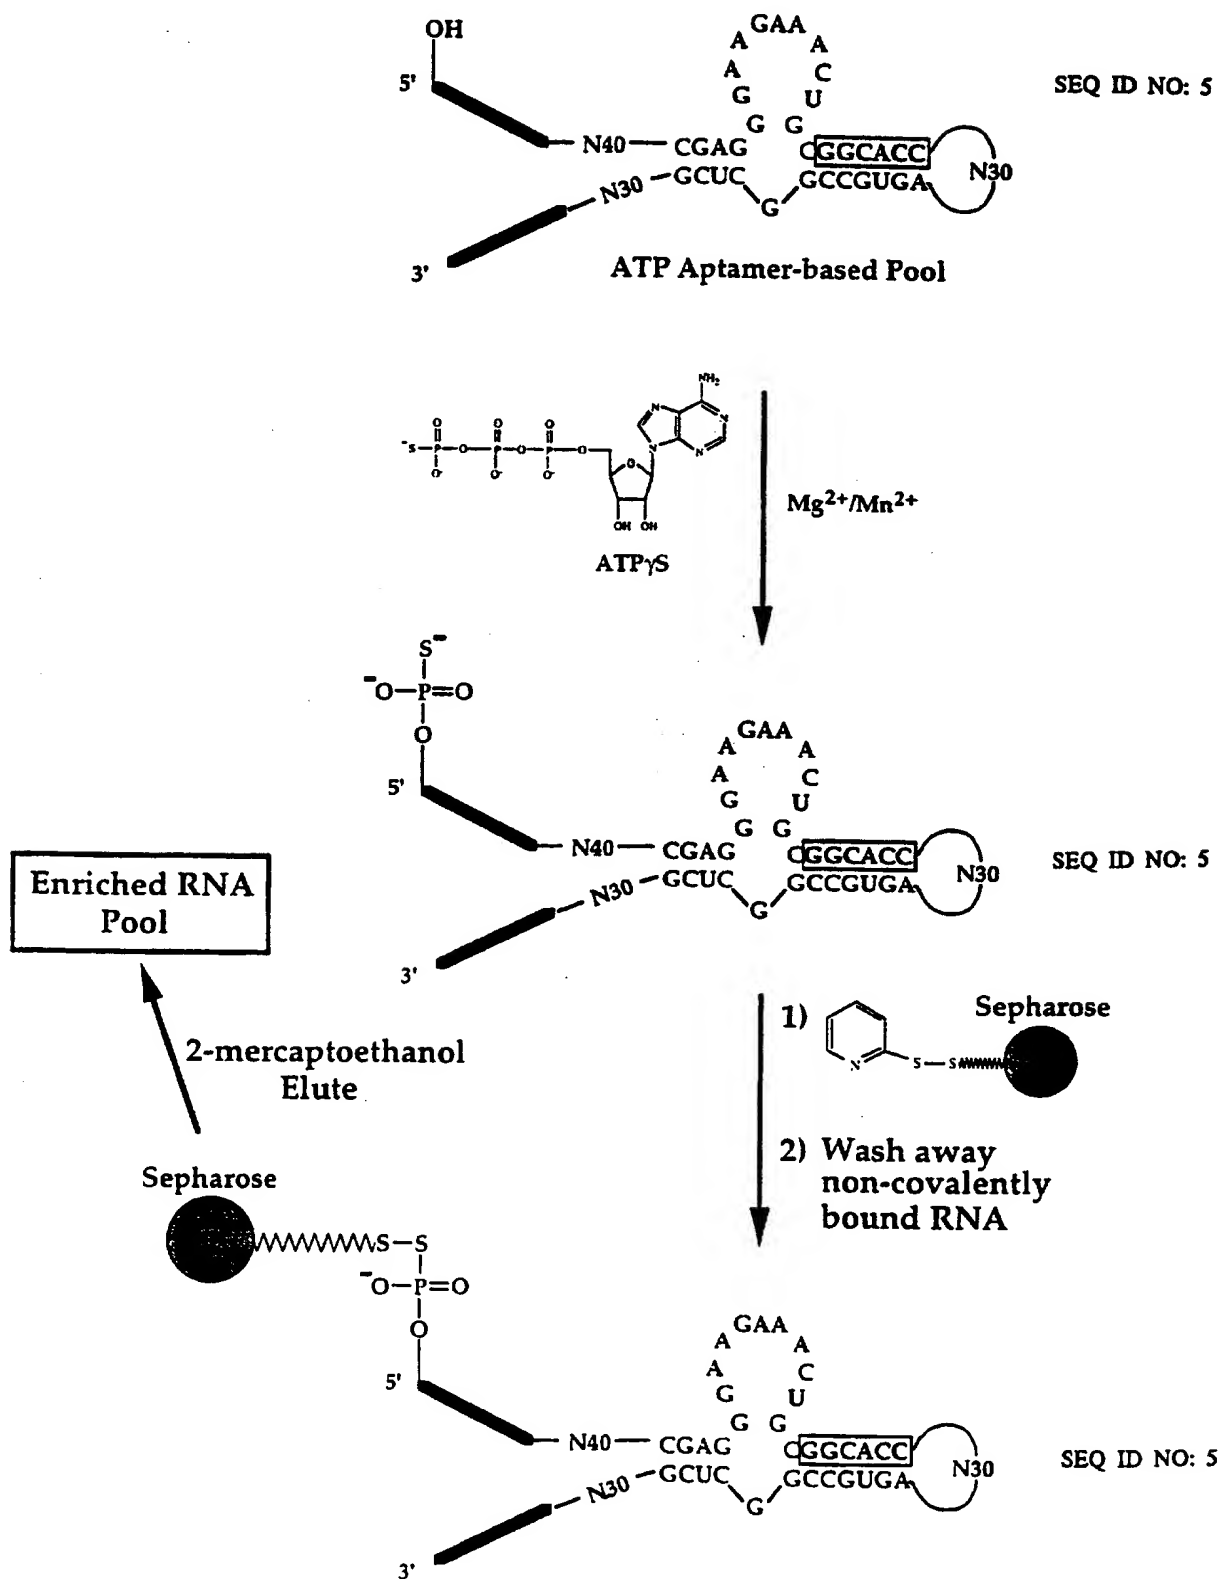 OH
5'
A GAA A
A C
G U
G G
SEQ ID NO: 5
N40 CGAG CGGCACC N30
N30 GCUC G GCCGUGA
3'
ATP Aptamer-based Pool
NH₂
N N
N N
O O O
⁻S P O P O P O O
O⁻ O⁻ O⁻
OH OH
ATPγS
Mg²⁺/Mn²⁺
S⁻
⁻O P=O
O
5'
A GAA A
A C
G U
G G
N40 CGAG CGGCACC N30
SEQ ID NO: 5
N30 GCUC G GCCGUGA
3'
Enriched RNA
Pool
1) N S S Sepharose
2) Wash away
non-covalently
bound RNA
2-mercaptoethanol
Elute
Sepharose
S S
⁻O P=O
O
5'
A GAA A
A C
G U
G G
N40 CGAG CGGCACC N30
SEQ ID NO: 5
N30 GCUC G GCCGUGA
3'